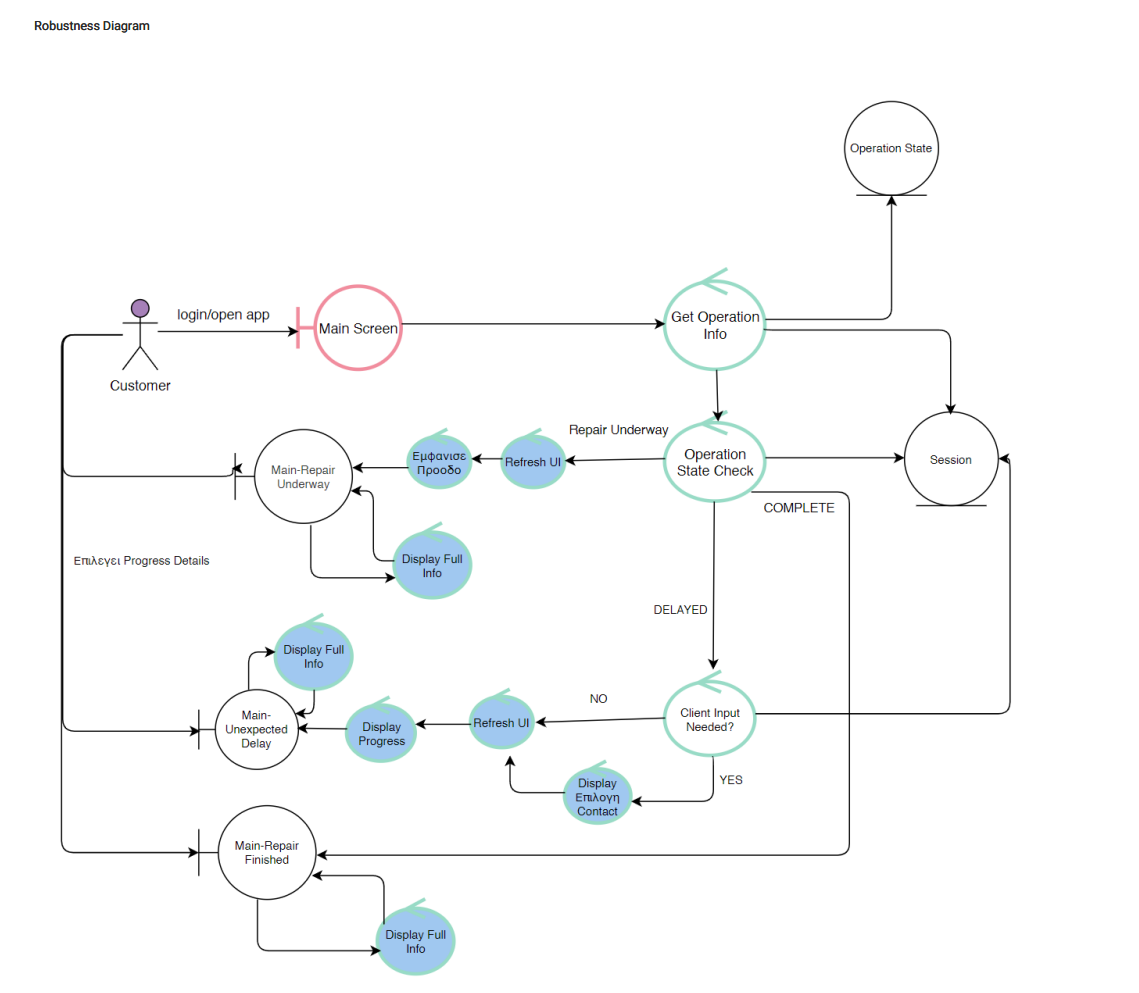 Robustness Diagram
Operation State
login/open app
Main Screen
Get Operation
Info
Customer
Repair Underway
Εμφανισε
Προοδο
Refresh UI
Operation
State Check
Session
Main-Repair
Underway
COMPLETE
Επιλεγει Progress Details
Display Full
Info
DELAYED
Display Full
Info
NO
Client Input
Needed?
Main-
Unexpected
Delay
Display
Progress
Refresh UI
YES
Display
Επιλογη
Contact
Main-Repair
Finished
Display Full
Info